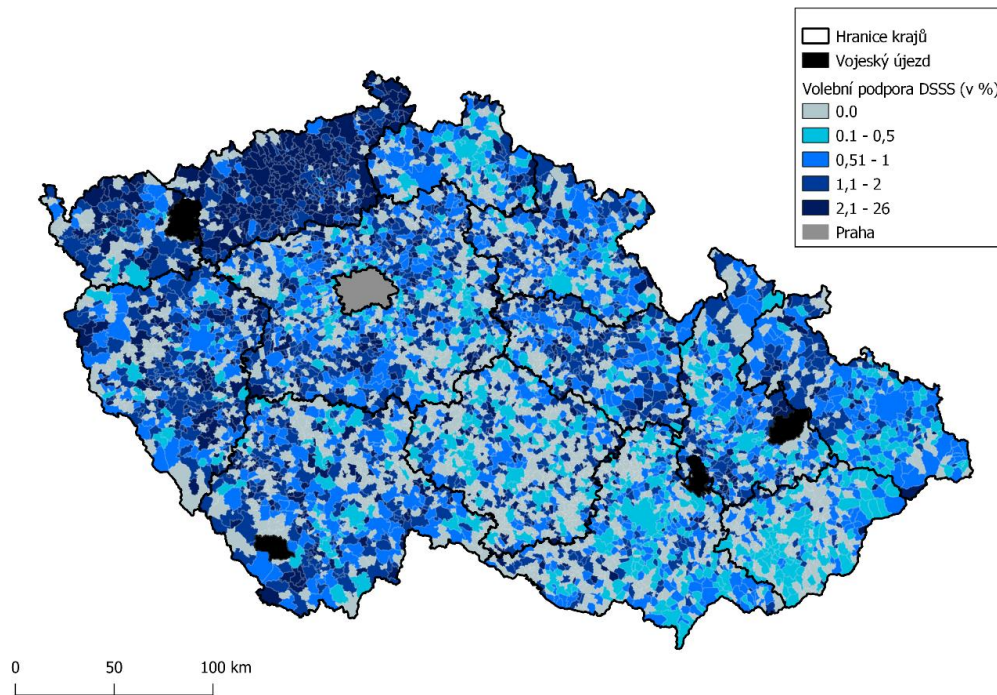 Hranice krajů
Vojeský újezd
Volební podpora DSSS (v %)
0.0
0.1 - 0,5
0,51 - 1
1,1 - 2
2,1 - 26
Praha
0 50 100 km